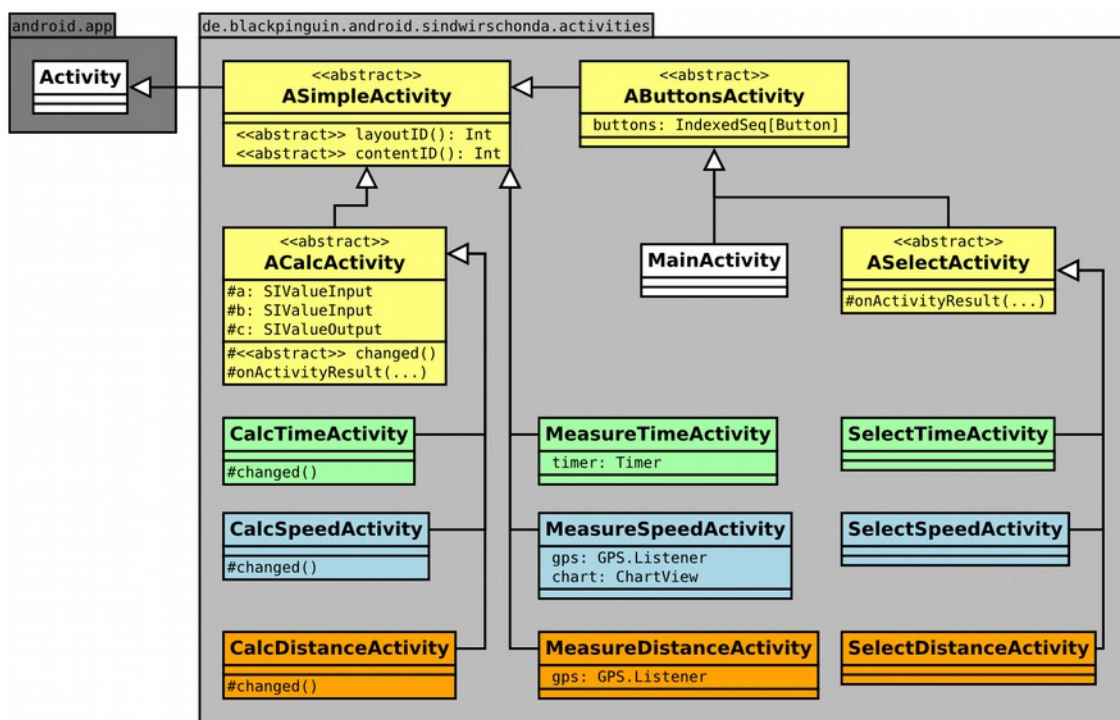 android.app
Activity
de.blackpinguin.android.sindwirschonda.activities
<<abstract>>
ASimpleActivity
<<abstract>> layoutID(): Int
<<abstract>> contentID(): Int
<<abstract>>
AButtonsActivity
buttons: IndexedSeq[Button]
<<abstract>>
ACalcActivity
#a: SIValueInput
#b: SIValueInput
#c: SIValueOutput
#<<abstract>> changed()
#onActivityResult(...)
MainActivity
<<abstract>>
ASelectActivity
#onActivityResult(...)
CalcTimeActivity
#changed()
MeasureTimeActivity
timer: Timer
SelectTimeActivity
CalcSpeedActivity
#changed()
MeasureSpeedActivity
gps: GPS.Listener
chart: ChartView
SelectSpeedActivity
CalcDistanceActivity
#changed()
MeasureDistanceActivity
gps: GPS.Listener
SelectDistanceActivity